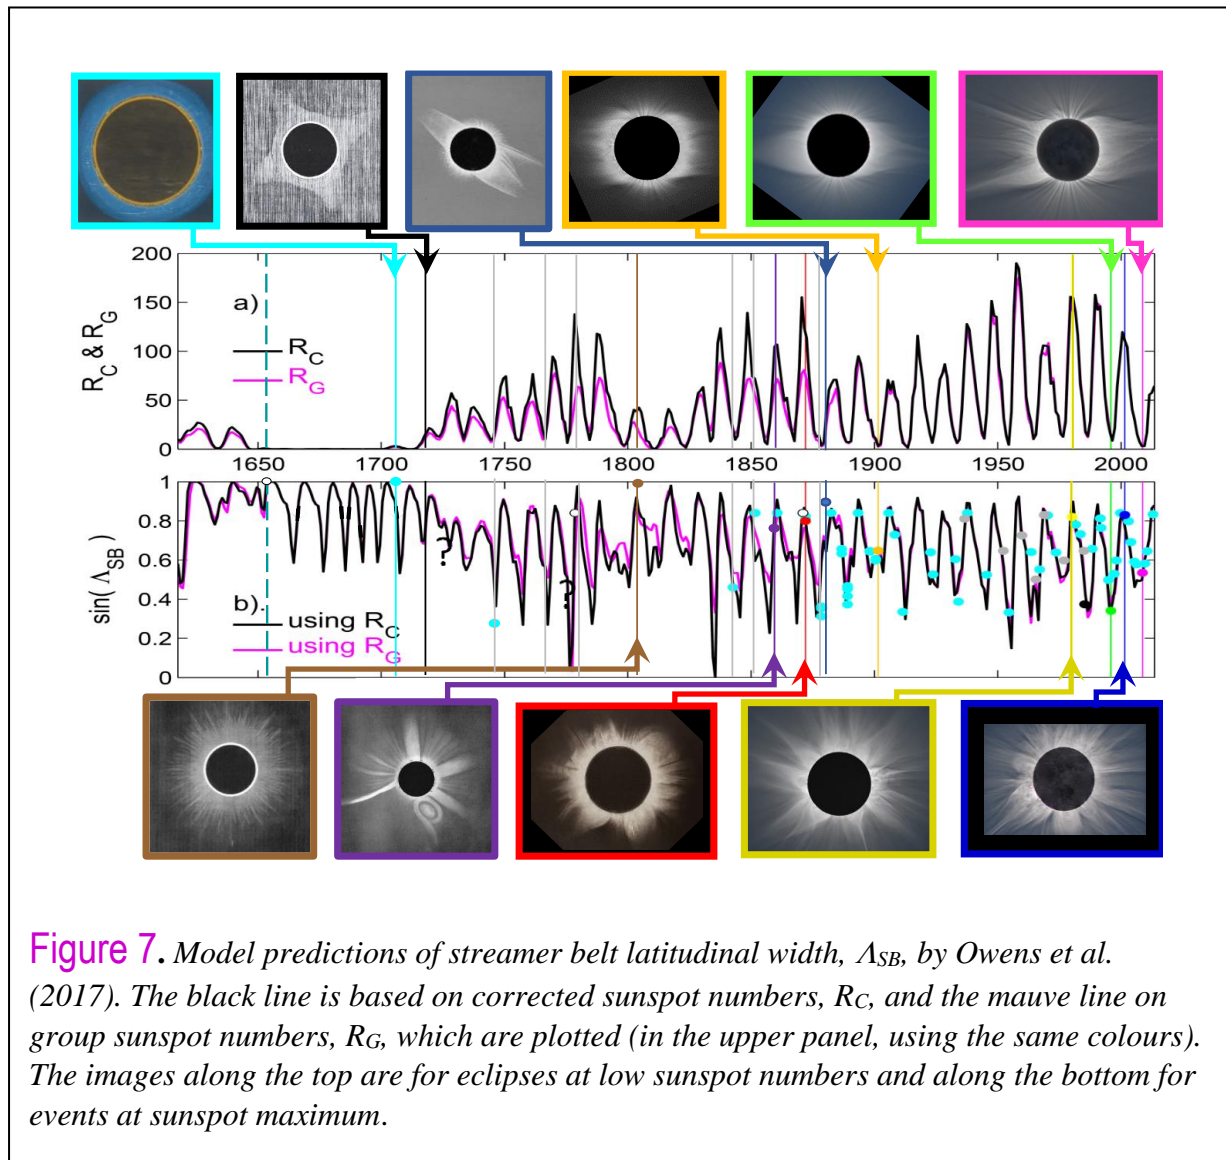 200
150
100
50
0
R_C & R_G
a)
R_C
R_G
1650 1700 1750 1800 1850 1900 1950 2000
1
0.8
0.6
0.4
0.2
0
sin(Λ_SB)
?
?
b).
using R_C
using R_G
Figure 7. Model predictions of streamer belt latitudinal width, Λ_SB, by Owens et al.
(2017). The black line is based on corrected sunspot numbers, R_C, and the mauve line on
group sunspot numbers, R_G, which are plotted (in the upper panel, using the same colours).
The images along the top are for eclipses at low sunspot numbers and along the bottom for
events at sunspot maximum.